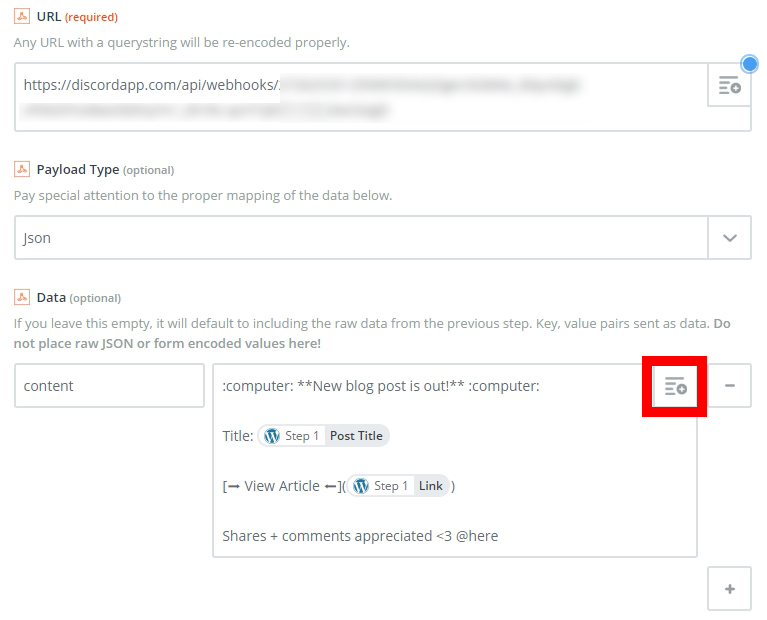 URL (required)
Any URL with a querystring will be re-encoded properly.
https://discordapp.com/api/webhooks/
Payload Type (optional)
Pay special attention to the proper mapping of the data below.
Json
Data (optional)
If you leave this empty, it will default to including the raw data from the previous step. Key, value pairs sent as data. Do
not place raw JSON or form encoded values here!
content
:computer: **New blog post is out!** :computer:
Title: Step 1 Post Title
[→ View Article ←](Step 1 Link)
Shares + comments appreciated <3 @here